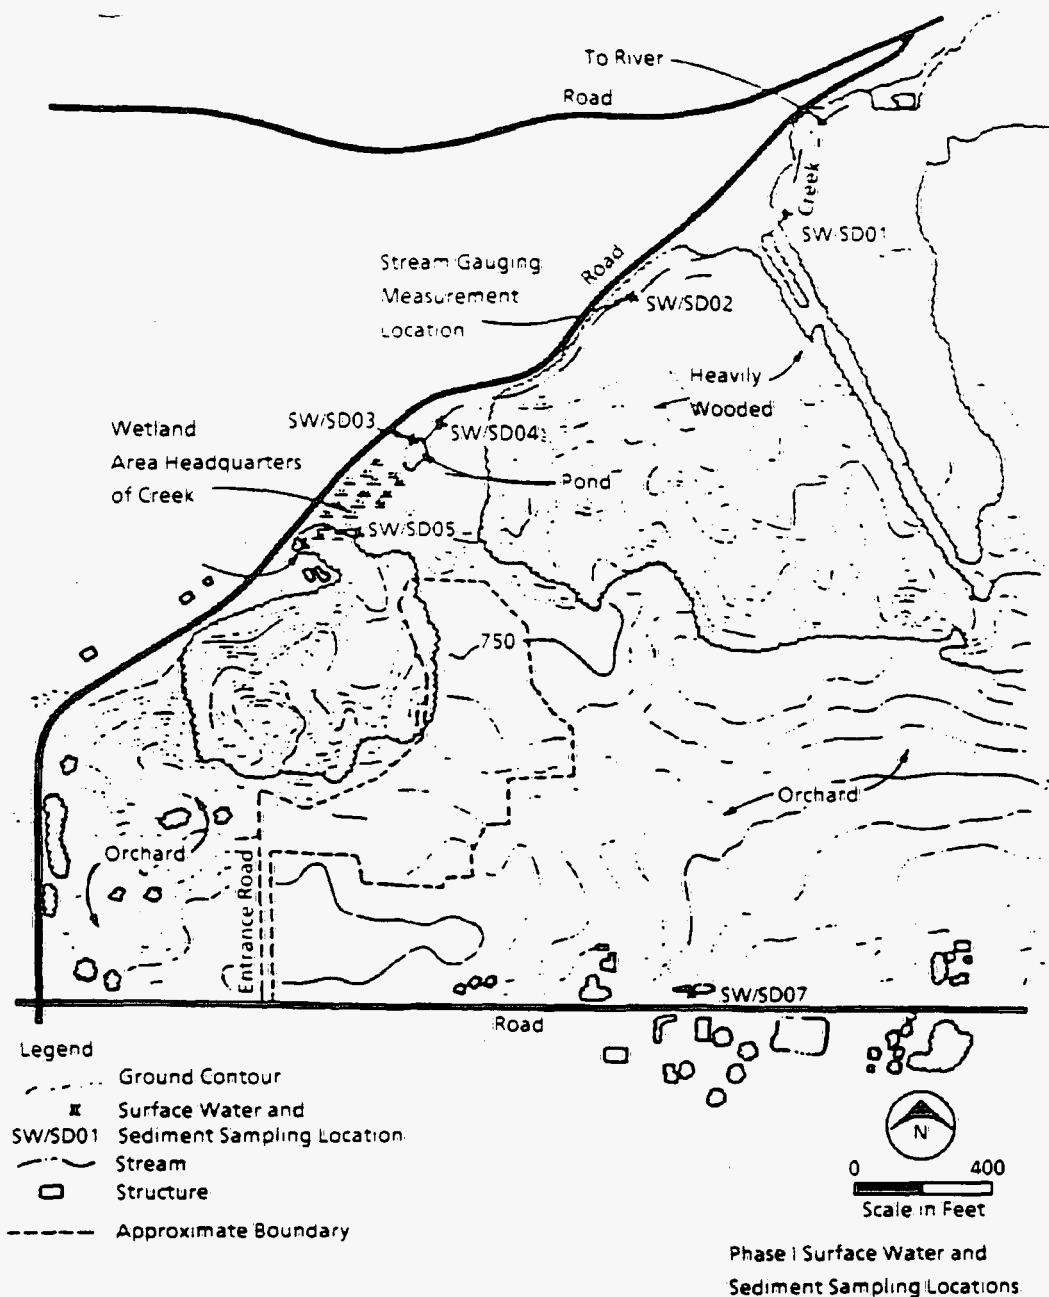 To River
Road
Creek
SW/SD01
Road
Stream Gauging
Measurement
Location
SW/SD02
Heavily
Wooded
SW/SD03
SW/SD04
Wetland
Area Headquarters
of Creek
Pond
SW/SD05
750
Orchard
Orchard
Entrance Road
SW/SD07
Road
Legend
Ground Contour
Surface Water and
SW/SD01 Sediment Sampling Location
Stream
Structure
Approximate Boundary
N
0 400
Scale in Feet
Phase I Surface Water and
Sediment Sampling Locations